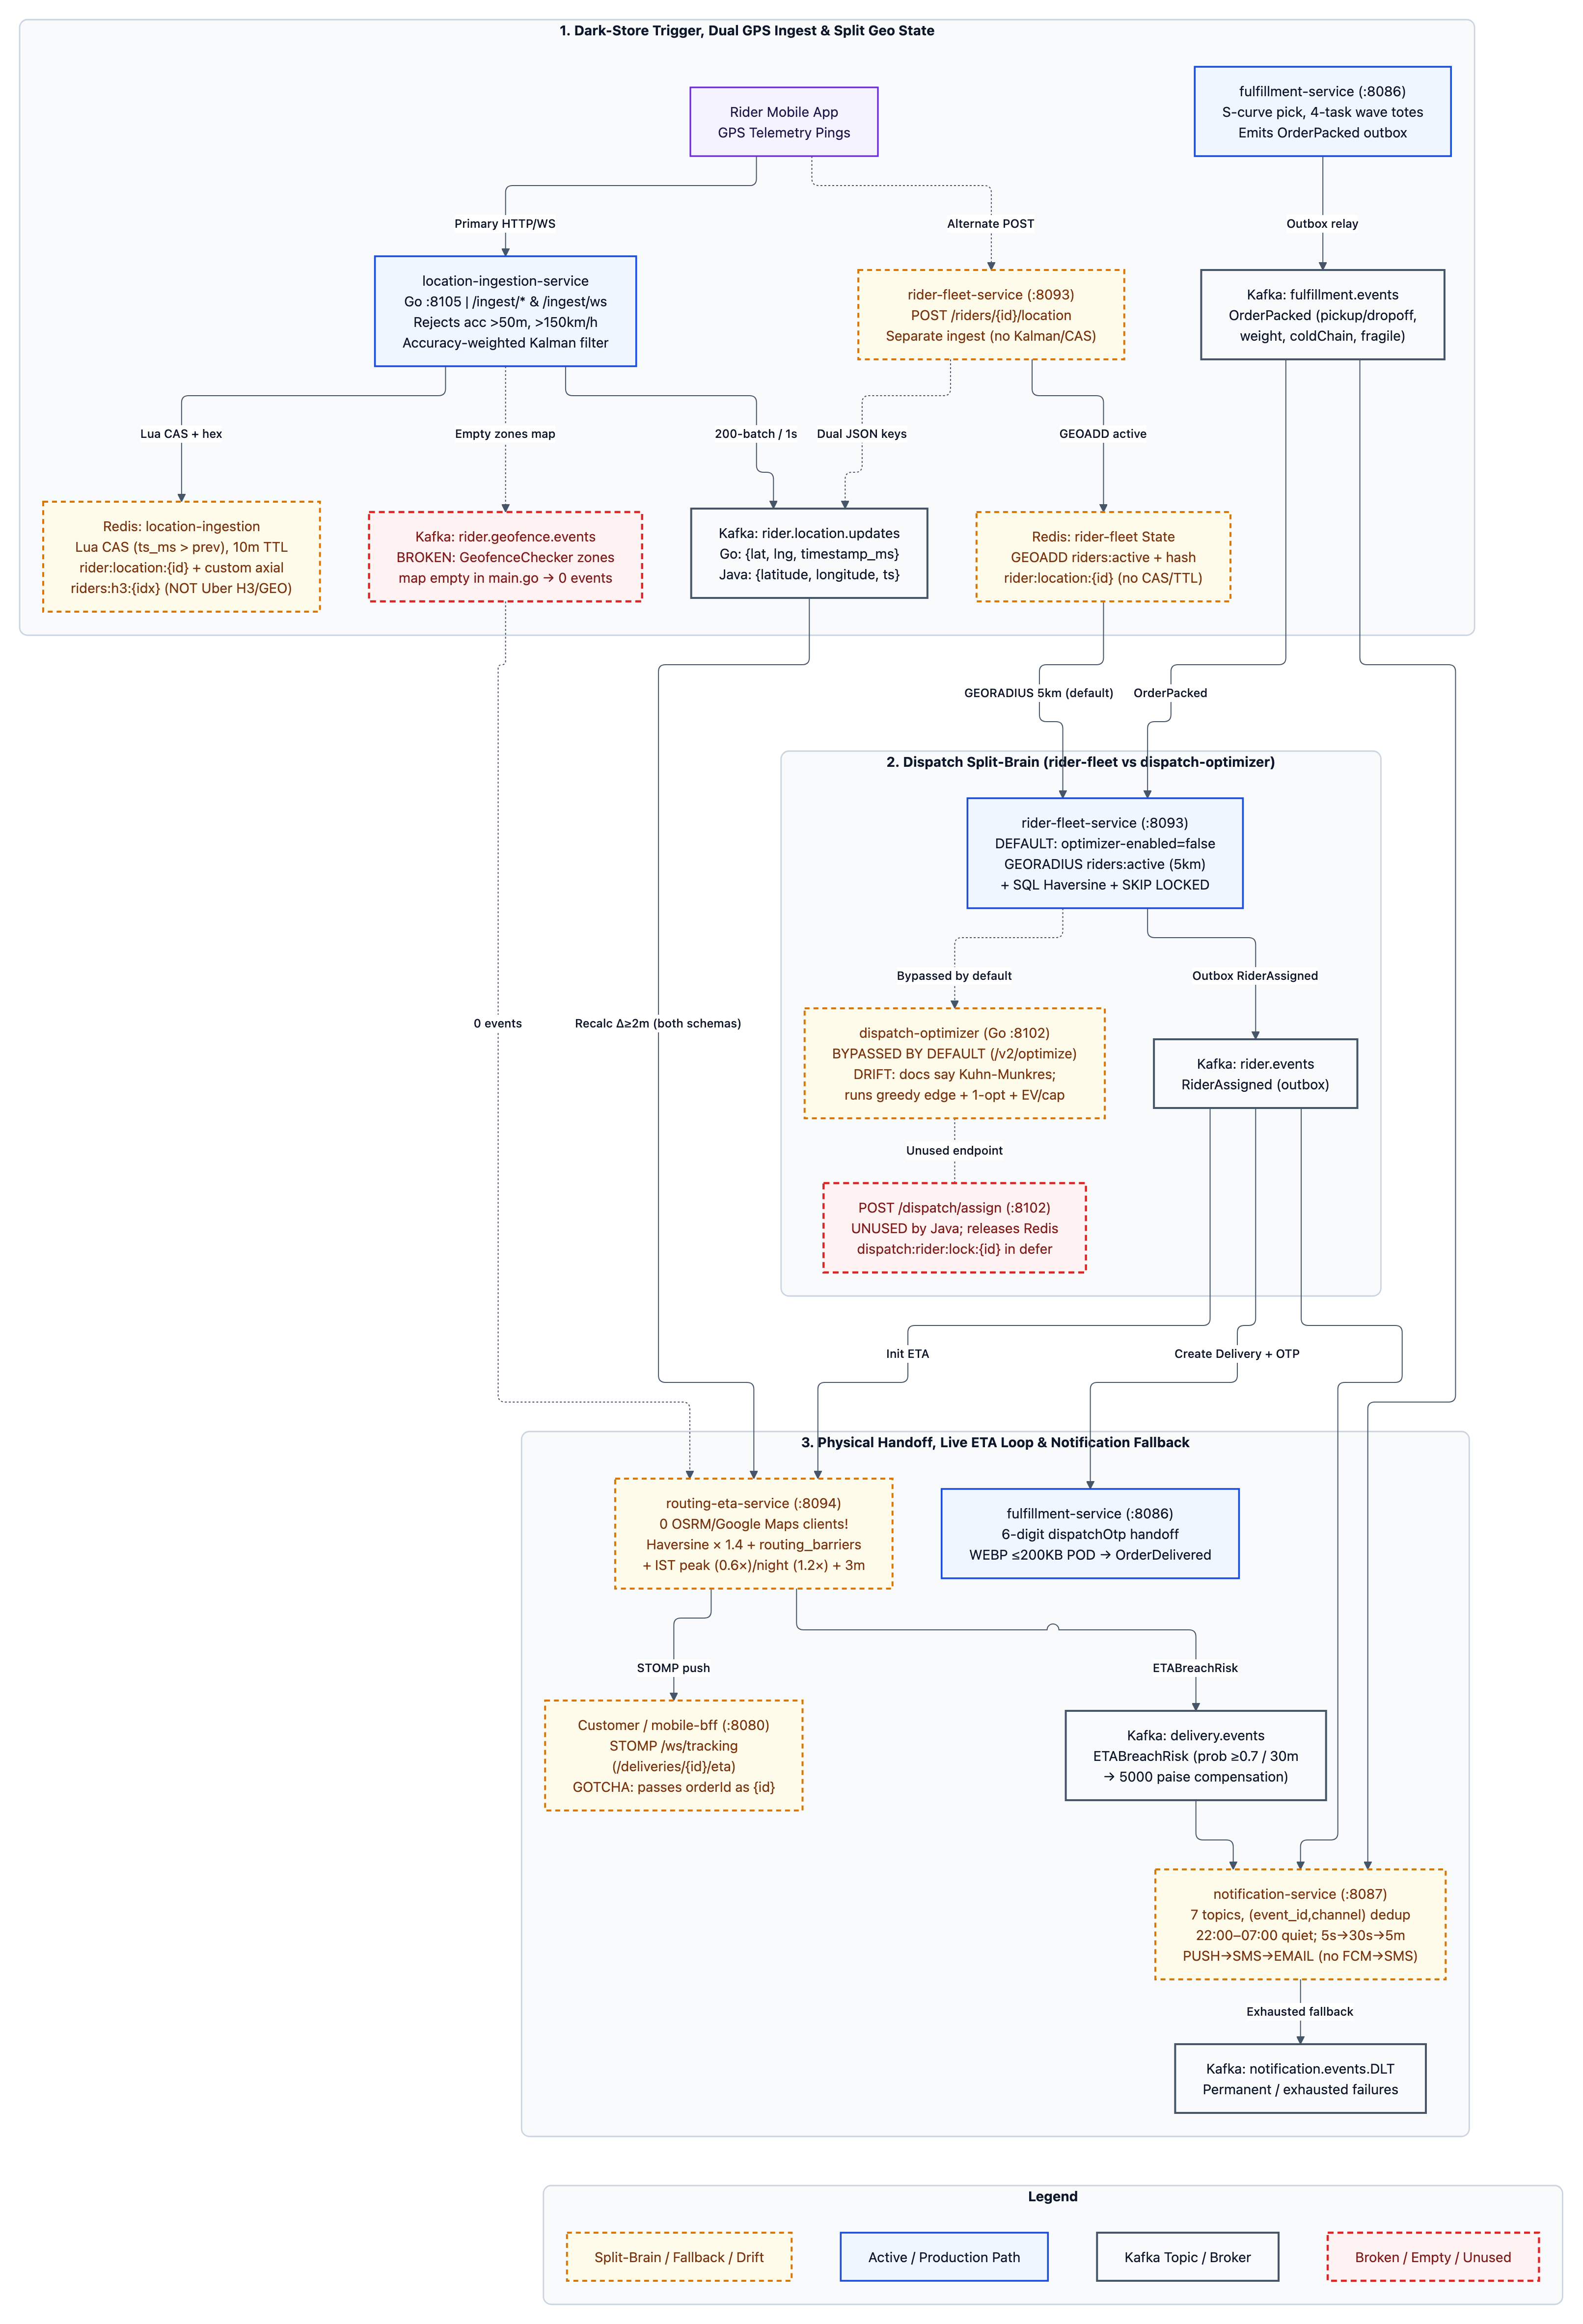 1. Dark-Store Trigger, Dual GPS Ingest & Split Geo State
Rider Mobile App
GPS Telemetry Pings
fulfillment-service (:8086)
S-curve pick, 4-task wave totes
Emits OrderPacked outbox
Primary HTTP/WS
Alternate POST
Outbox relay
location-ingestion-service
Go :8105 | /ingest/* & /ingest/ws
Rejects acc >50m, >150km/h
Accuracy-weighted Kalman filter
rider-fleet-service (:8093)
POST /riders/{id}/location
Separate ingest (no Kalman/CAS)
Kafka: fulfillment.events
OrderPacked (pickup/dropoff,
weight, coldChain, fragile)
Lua CAS + hex
Empty zones map
200-batch / 1s
Dual JSON keys
GEOADD active
Redis: location-ingestion
Lua CAS (ts_ms > prev), 10m TTL
rider:location:{id} + custom axial
riders:h3:{idx} (NOT Uber H3/GEO)
Kafka: rider.geofence.events
BROKEN: GeofenceChecker zones
map empty in main.go → 0 events
Kafka: rider.location.updates
Go: {lat, lng, timestamp_ms}
Java: {latitude, longitude, ts}
Redis: rider-fleet State
GEOADD riders:active + hash
rider:location:{id} (no CAS/TTL)
GEORADIUS 5km (default)
OrderPacked
2. Dispatch Split-Brain (rider-fleet vs dispatch-optimizer)
rider-fleet-service (:8093)
DEFAULT: optimizer-enabled=false
GEORADIUS riders:active (5km)
+ SQL Haversine + SKIP LOCKED
Bypassed by default
Outbox RiderAssigned
0 events
Recalc Δ≥2m (both schemas)
dispatch-optimizer (Go :8102)
BYPASSED BY DEFAULT (/v2/optimize)
DRIFT: docs say Kuhn-Munkres;
runs greedy edge + 1-opt + EV/cap
Kafka: rider.events
RiderAssigned (outbox)
Unused endpoint
POST /dispatch/assign (:8102)
UNUSED by Java; releases Redis
dispatch:rider:lock:{id} in defer
Init ETA
Create Delivery + OTP
3. Physical Handoff, Live ETA Loop & Notification Fallback
routing-eta-service (:8094)
0 OSRM/Google Maps clients!
Haversine × 1.4 + routing_barriers
+ IST peak (0.6×)/night (1.2×) + 3m
fulfillment-service (:8086)
6-digit dispatchOtp handoff
WEBP ≤200KB POD → OrderDelivered
STOMP push
ETABreachRisk
Customer / mobile-bff (:8080)
STOMP /ws/tracking
(/deliveries/{id}/eta)
GOTCHA: passes orderId as {id}
Kafka: delivery.events
ETABreachRisk (prob ≥0.7 / 30m
→ 5000 paise compensation)
notification-service (:8087)
7 topics, (event_id,channel) dedup
22:00–07:00 quiet; 5s→30s→5m
PUSH→SMS→EMAIL (no FCM→SMS)
Exhausted fallback
Kafka: notification.events.DLT
Permanent / exhausted failures
Legend
Split-Brain / Fallback / Drift
Active / Production Path
Kafka Topic / Broker
Broken / Empty / Unused